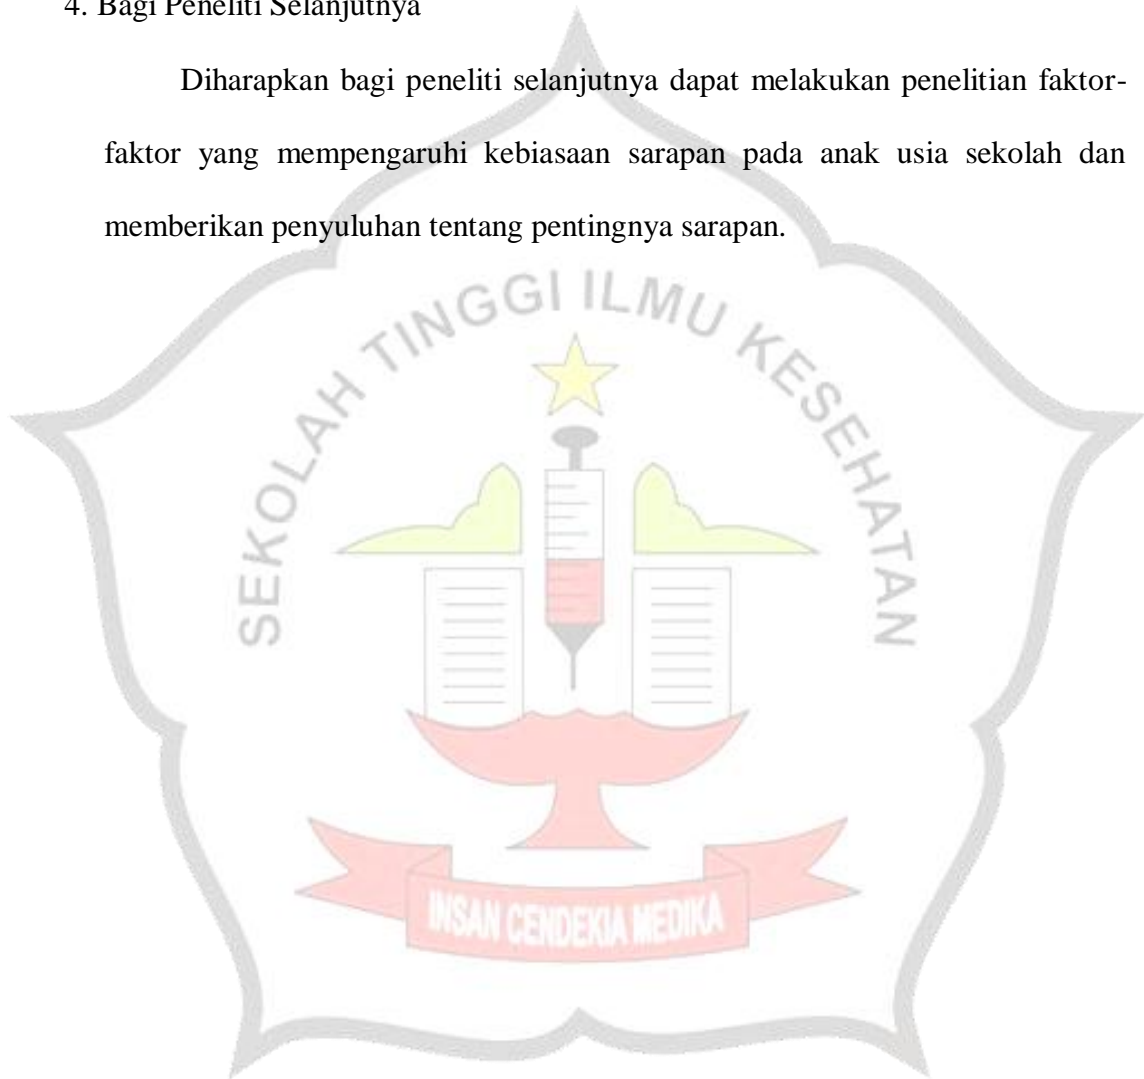 4. Bagi Peneliti Selanjutnya
Diharapkan bagi peneliti selanjutnya dapat melakukan penelitian faktor-
faktor yang mempengaruhi kebiasaan sarapan pada anak usia sekolah dan
memberikan penyuluhan tentang pentingnya sarapan.
SEKOLAH TINGGI ILMU KESEHATAN
INSAN CENDEKIA MEDIKA